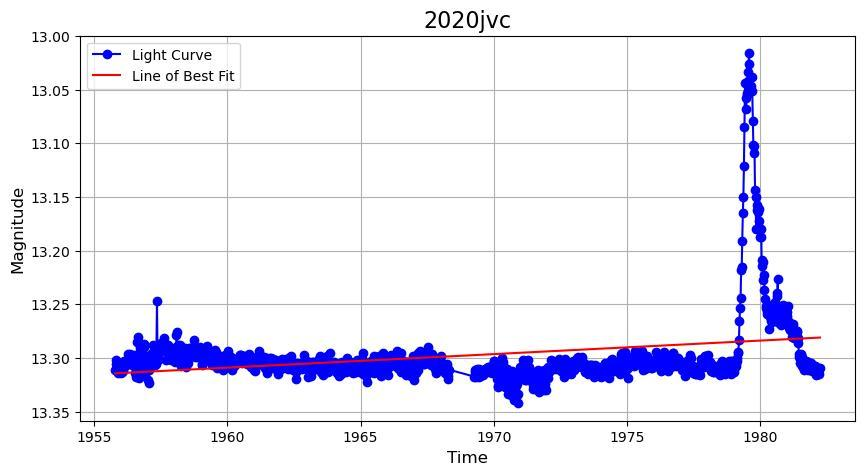 2020jvc
Light Curve
Line of Best Fit
13.00
13.05
13.10
13.15
13.20
13.25
13.30
13.35
Magnitude
1955 1960 1965 1970 1975 1980
Time